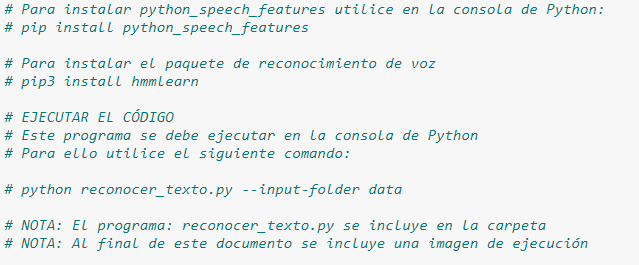 # Para instalar python_speech_features utilice en la consola de Python:
# pip install python_speech_features
# Para instalar el paquete de reconocimiento de voz
# pip3 install hmmlearn
# EJECUTAR EL CÓDIGO
# Este programa se debe ejecutar en la consola de Python
# Para ello utilice el siguiente comando:
# python reconocer_texto.py --input-folder data
# NOTA: El programa: reconocer_texto.py se incluye en la carpeta
# NOTA: Al final de este documento se incluye una imagen de ejecución